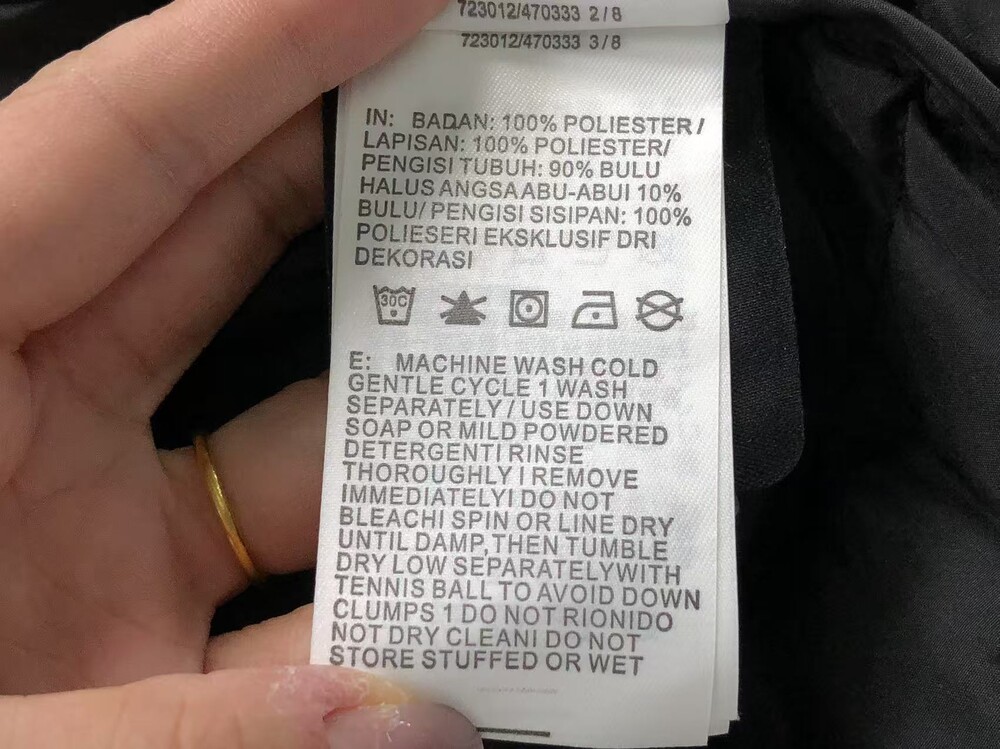 723012/470333 2/8
723012/470333 3/8
IN: BADAN: 100% POLIESTER/
LAPISAN: 100% POLIESTER/
PENGISI TUBUH: 90% BULU
HALUS ANGSA ABU-ABUI 10%
BULU/ PENGISI SISIPAN: 100%
POLIESERI EKSKLUSIF DRI
DEKORASI
30C
E: MACHINE WASH COLD
GENTLE CYCLE 1 WASH
SEPARATELY / USE DOWN
SOAP OR MILD POWDERED
DETERGENTI RINSE
THOROUGHLY I REMOVE
IMMEDIATELYI DO NOT
BLEACHI SPIN OR LINE DRY
UNTIL DAMP,THEN TUMBLE
DRY LOW SEPARATELYWITH
TENNIS BALL TO AVOID DOWN
CLUMPS 1 DO NOT RIONIDO
NOT DRY CLEANI DO NOT
STORE STUFFED OR WET